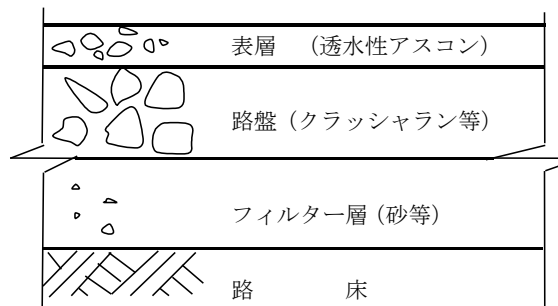 表層　（透水性アスコン）
路盤（クラッシャラン等）
フィルター層（砂等）
路　　　　床